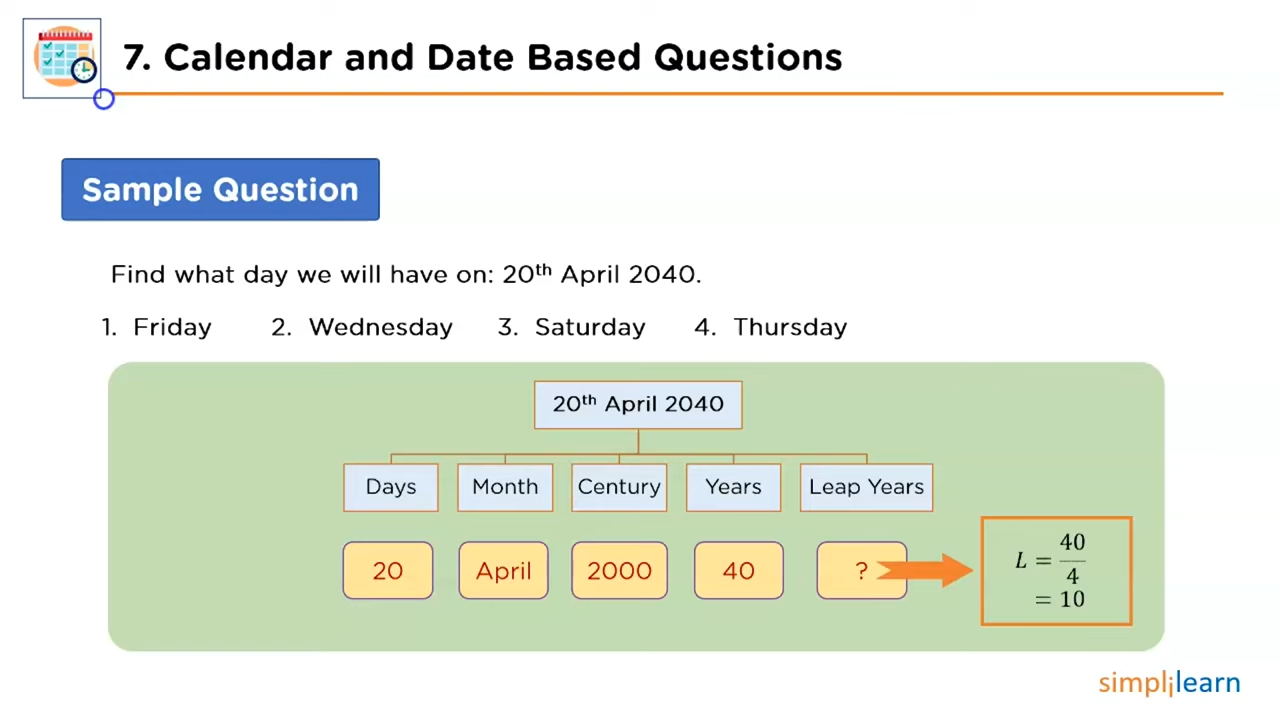 7. Calendar and Date Based Questions
Sample Question
Find what day we will have on: 20th April 2040.
1. Friday 2. Wednesday 3. Saturday 4. Thursday
20th April 2040
Days Month Century Years Leap Years
20 April 2000 40 ?
L = 40/4
= 10
simplilearn